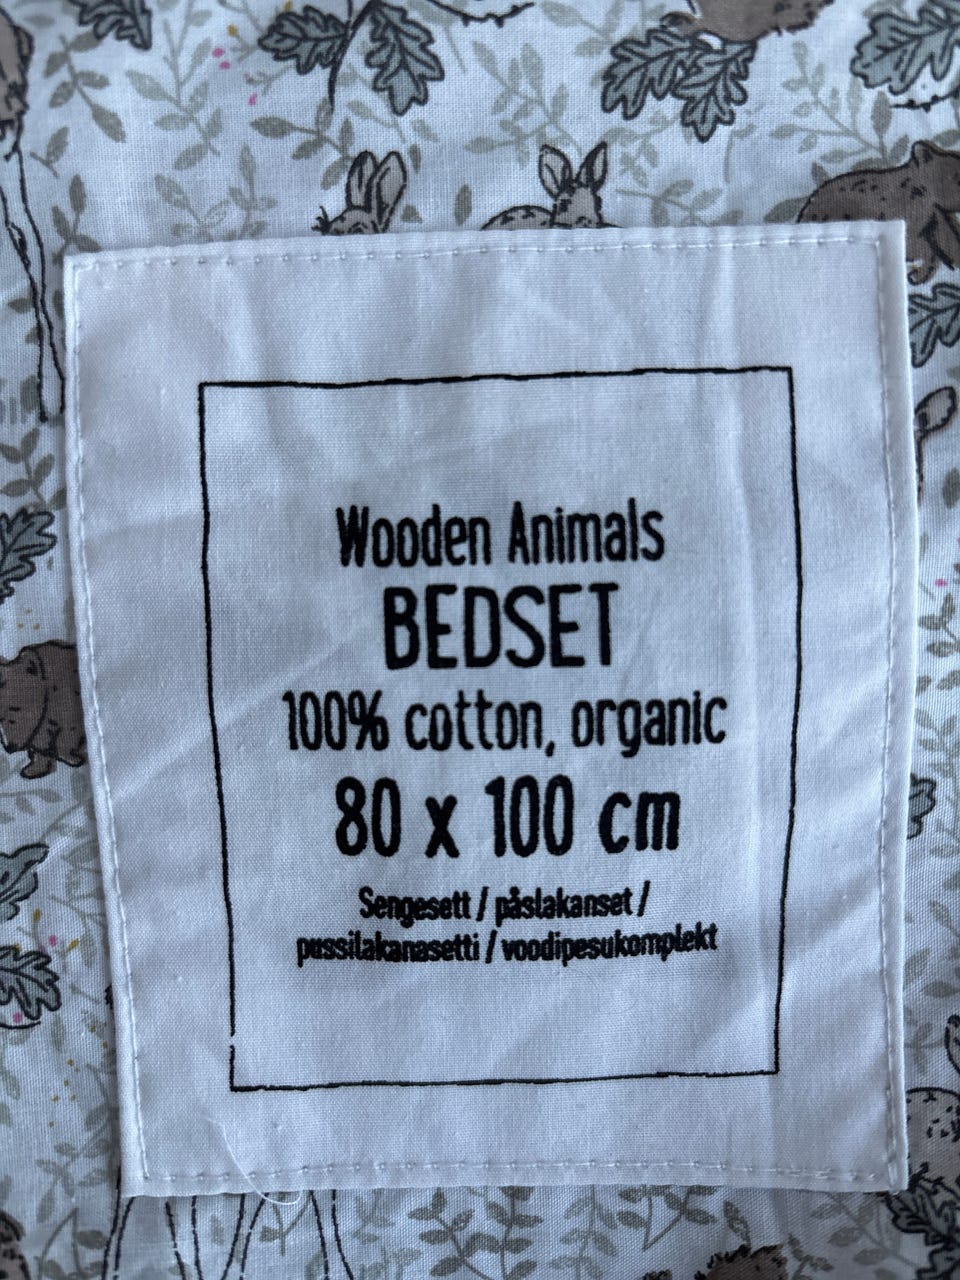 Wooden Animals
BEDSET
100% cotton, organic
80 x 100 cm
Sengesett / påslakanset /
pussilakanasetti / voodipesukomplekt